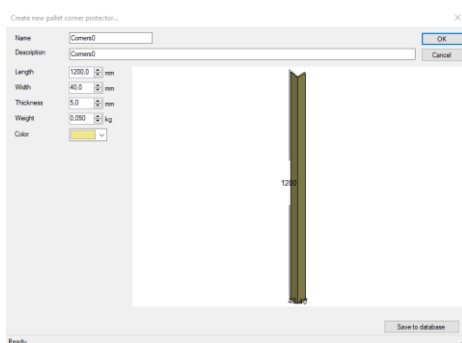 Create new pallet corner protector...
Name Corners0 OK
Description Corners0 Cancel
Length 1200,0 mm
Width 40,0 mm
Thickness 5,0 mm
Weight 0,050 kg
Color
1200
Save to database
Ready